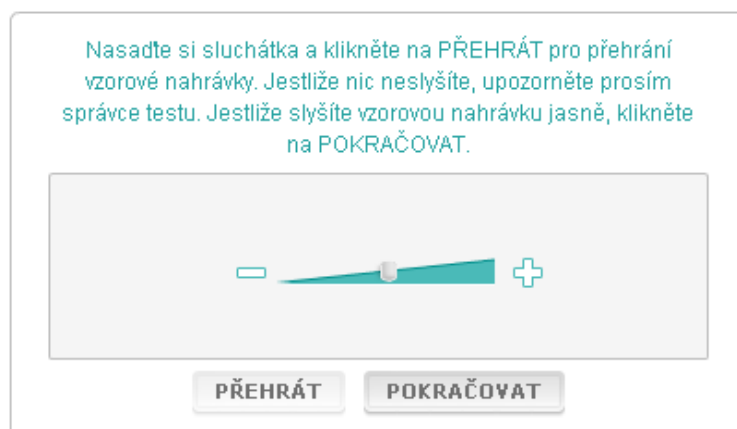 Nasaďte si sluchátka a klikněte na PŘEHRÁT pro přehrání
vzorové nahrávky. Jestliže nic neslyšíte, upozorněte prosím
správce testu. Jestliže slyšíte vzorovou nahrávku jasně, klikněte
na POKRAČOVAT.
PŘEHRÁT POKRAČOVAT